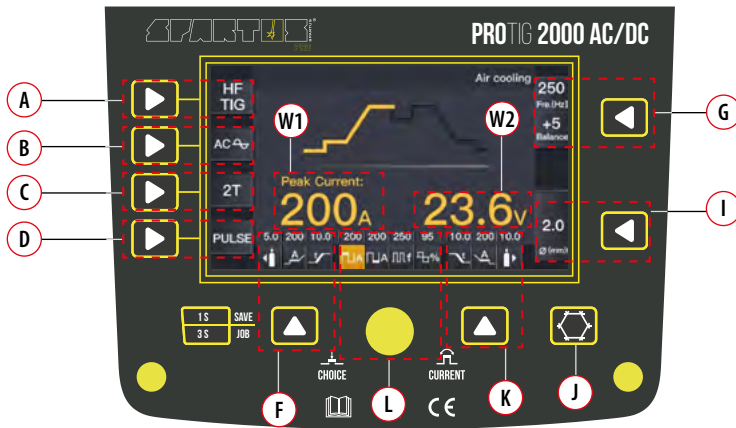 SPARTUS®
PRO
PROTIG 2000 AC/DC
Air cooling
HF
TIG
250
Fre.(Hz)
+5
Balance
AC
2T
PULSE
W1
W2
Peak Current:
200A
23.6V
2.0
Ø(mm)
5.0 200 10.0 200 200 250 95 10.0 200 10.0
A A A f % A
1 S SAVE
3 S JOB
CHOICE
CURRENT
CE
A
B
C
D
G
I
F
L
K
J